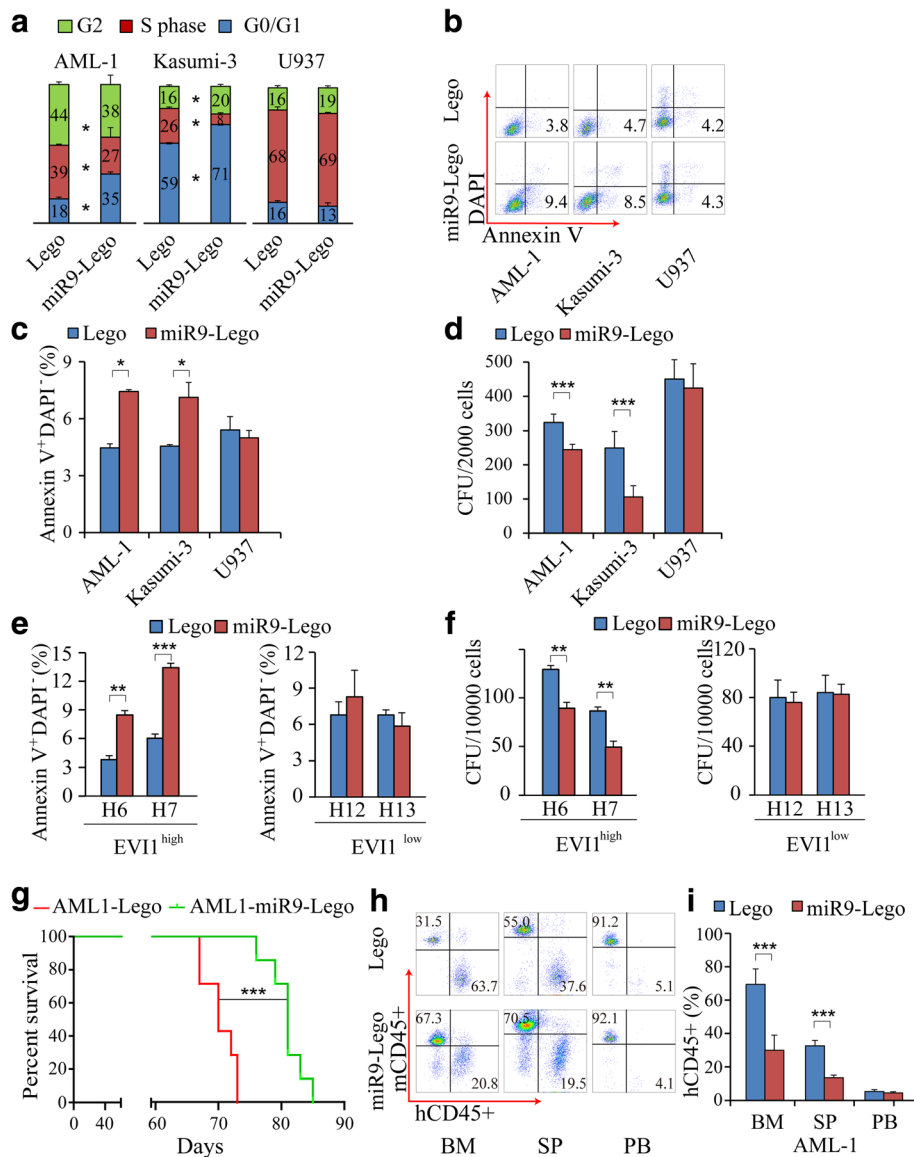 a
G2 S phase G0/G1
AML-1 Kasumi-3 U937
44 38 16 20 16 19
39 27 26 8 68 69
18 35 59 71 16 13
* * *
* * *
Lego miR9-Lego Lego miR9-Lego Lego miR9-Lego
b
Lego
3.8 4.7 4.2
miR9-Lego
9.4 8.5 4.3
DAPI
Annexin V
AML-1 Kasumi-3 U937
c
Lego miR9-Lego
Annexin V+DAPI- (%)
9
6
3
0
* *
AML-1 Kasumi-3 U937
d
Lego miR9-Lego
CFU/2000 cells
500
400
300
200
100
0
*** ***
AML-1 Kasumi-3 U937
e
Lego miR9-Lego
Annexin V+DAPI- (%)
15
12
9
6
3
0
** ***
H6 H7
EVI1high
Annexin V+DAPI- (%)
12
9
6
3
0
H12 H13
EVI1low
f
Lego miR9-Lego
CFU/10000 cells
100
50
0
** **
H6 H7
EVI1high
CFU/10000 cells
120
80
40
0
H12 H13
EVI1low
g
AML1-Lego AML1-miR9-Lego
Percent survival
100
80
60
40
20
0
***
0 40 60 70 80 90
Days
h
Lego
31.5 55.0 91.2
63.7 37.6 5.1
miR9-Lego
67.3 70.5 92.1
20.8 19.5 4.1
mCD45+
hCD45+
BM SP PB
i
Lego miR9-Lego
hCD45+ (%)
100
80
60
40
20
0
*** ***
BM SP PB
AML-1